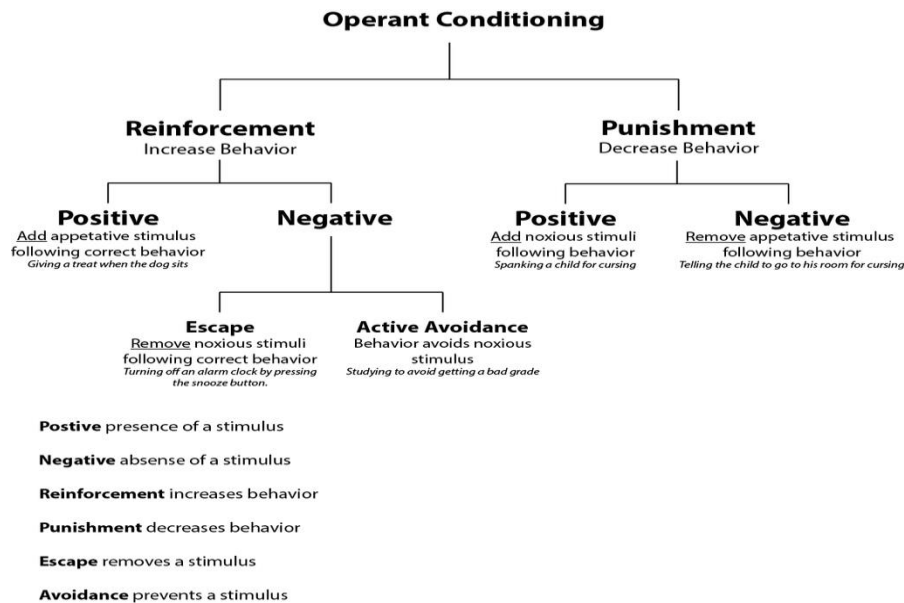 Operant Conditioning
Reinforcement
Increase Behavior
Punishment
Decrease Behavior
Positive
Add appetative stimulus
following correct behavior
Giving a treat when the dog sits
Negative
Positive
Add noxious stimuli
following behavior
Spanking a child for cursing
Negative
Remove appetative stimulus
following behavior
Telling the child to go to his room for cursing
Escape
Remove noxious stimuli
following correct behavior
Turning off an alarm clock by pressing
the snooze button.
Active Avoidance
Behavior avoids noxious
stimulus
Studying to avoid getting a bad grade
Postive presence of a stimulus
Negative absense of a stimulus
Reinforcement increases behavior
Punishment decreases behavior
Escape removes a stimulus
Avoidance prevents a stimulus